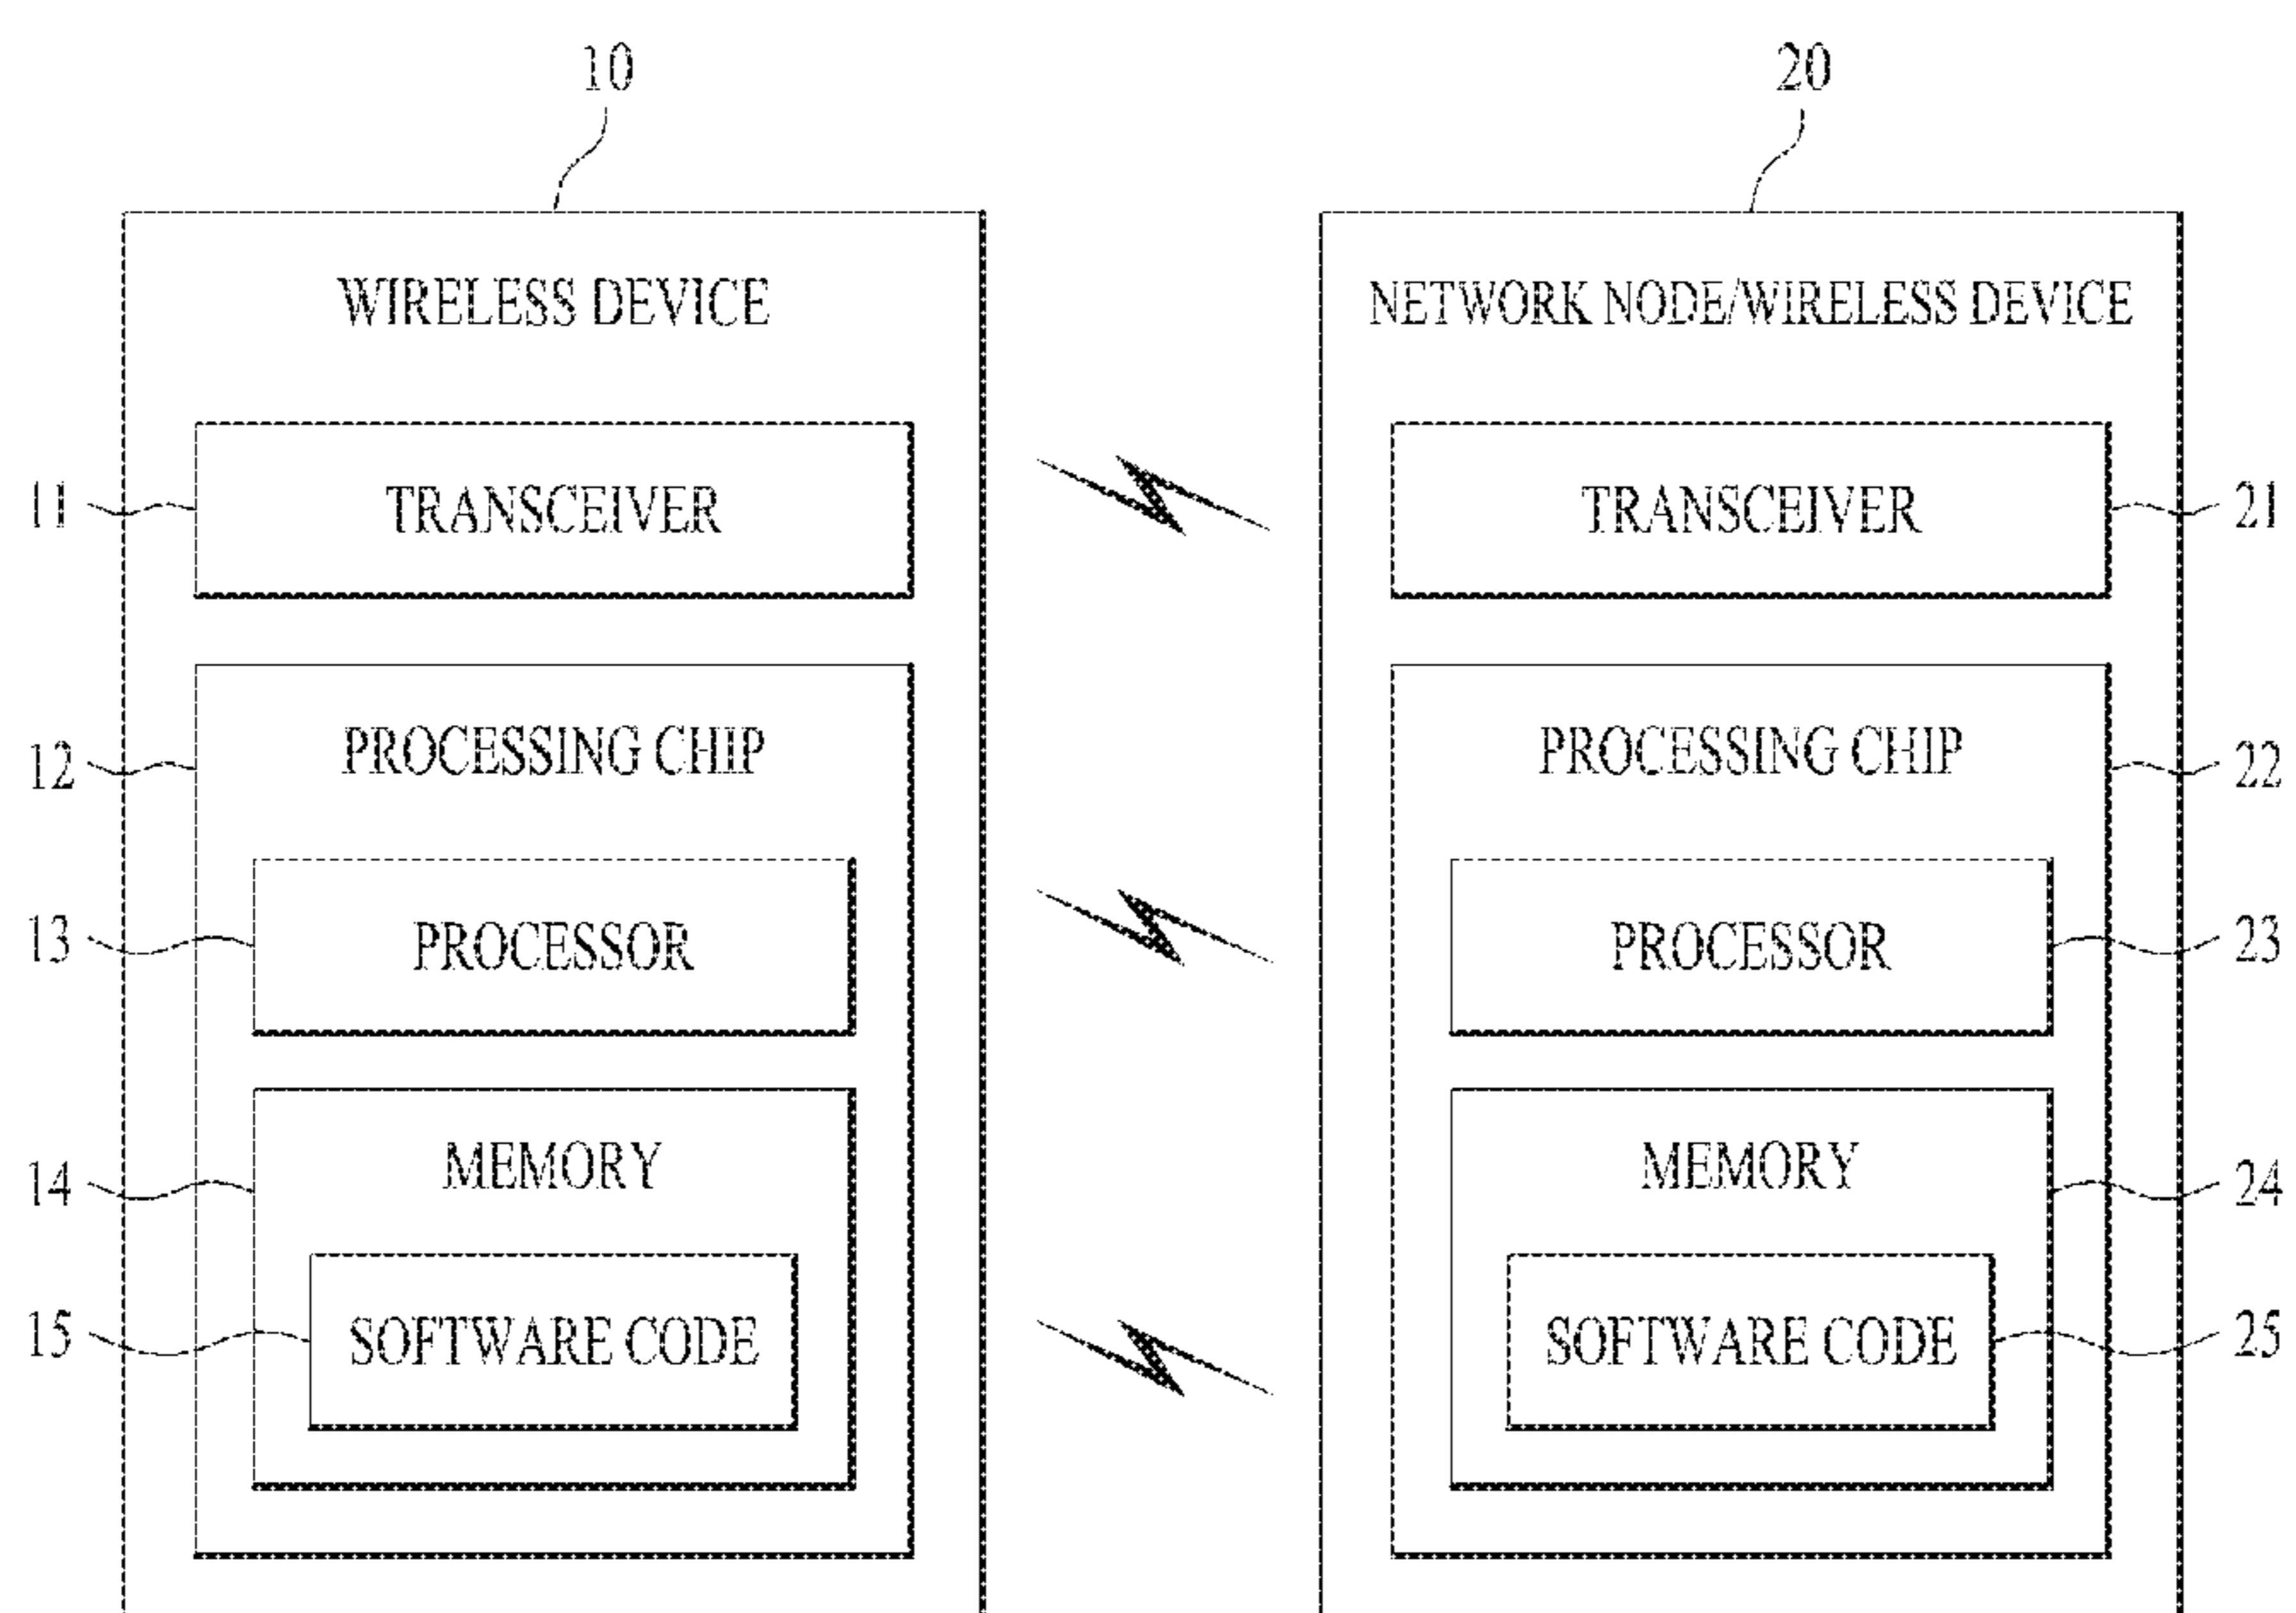 10
WIRELESS DEVICE
11
TRANSCEIVER
12
PROCESSING CHIP
13
PROCESSOR
14
MEMORY
15
SOFTWARE CODE
20
NETWORK NODE/WIRELESS DEVICE
TRANSCEIVER
21
PROCESSING CHIP
22
PROCESSOR
23
MEMORY
24
SOFTWARE CODE
25